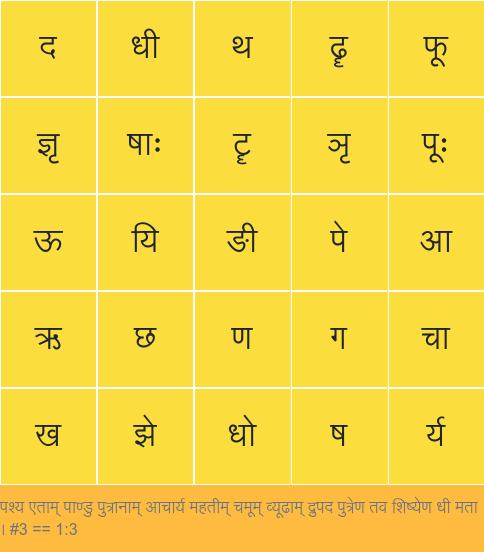 द धी थ ढॄ फू
ज्ञृ षाः टॄ ञृ पूः
ऊ यि ङी पे आ
ऋ छ ण ग चा
ख झे धो ष र्य
पश्य एताम् पाण्डु पुत्रानाम् आचार्य महतीम् चमूम् व्यूढाम् द्रुपद पुत्रेण तव शिष्येण धी मता
। #3 == 1:3